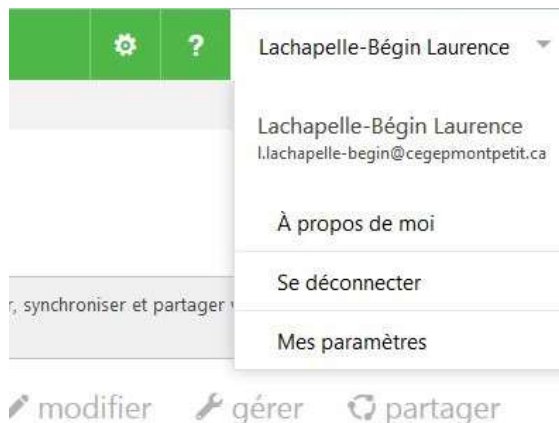 ?
Lachapelle-Bégin Laurence
Lachapelle-Bégin Laurence
l.lachapelle-begin@cegepmontpetit.ca
À propos de moi
Se déconnecter
, synchroniser et partager
Mes paramètres
modifier gérer partager